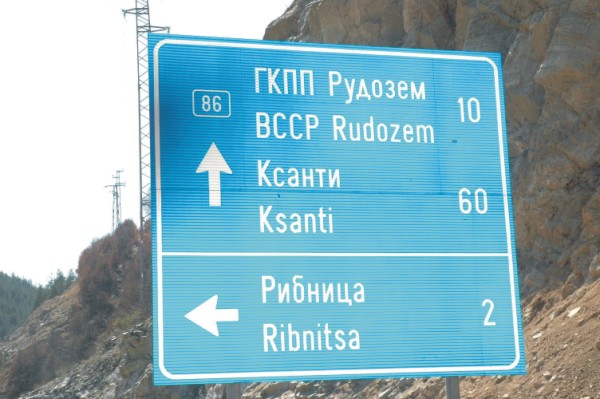 ГКПП Рудозем 10
86
BCCP Rudozem
Ксанти 60
Ksanti
Рибница 2
Ribnitsa